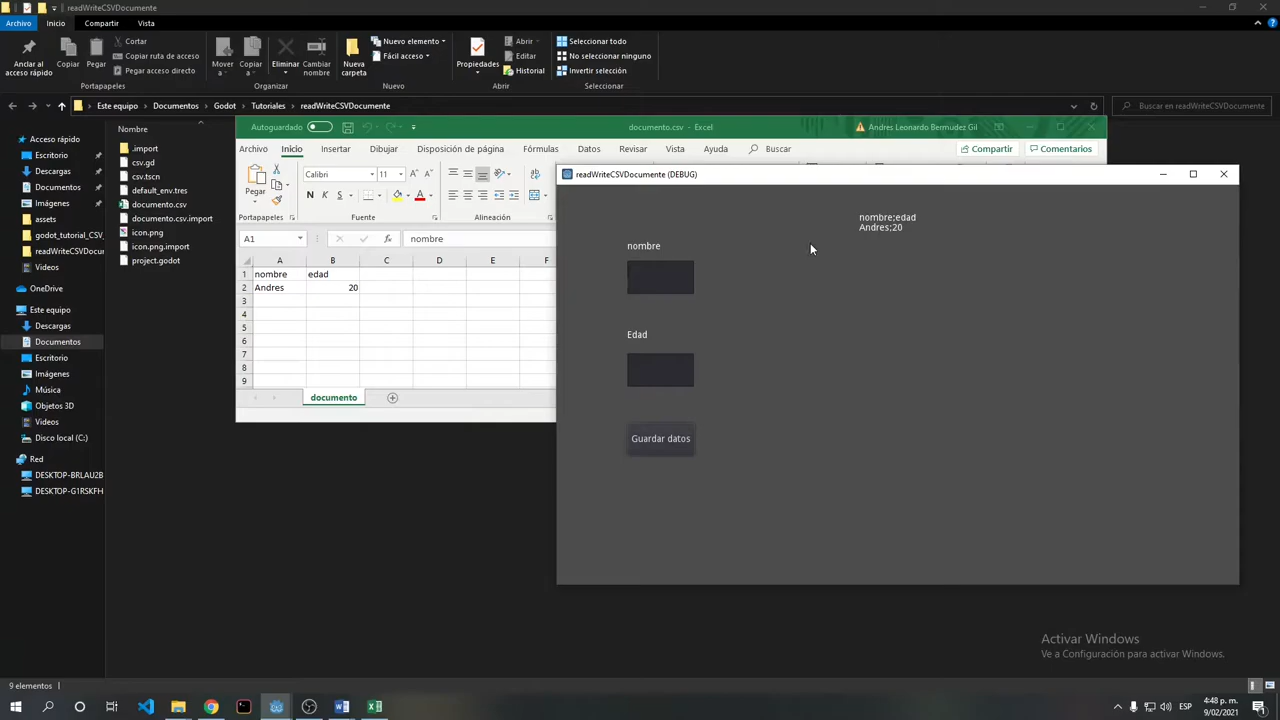 readWriteCSVDocumente
Archivo Inicio Compartir Vista
Anclar al acceso rápido
Copiar
Pegar
Cortar
Copiar ruta de acceso
Pegar acceso directo
Mover a
Copiar a
Eliminar
Cambiar nombre
Nueva carpeta
Nuevo elemento
Fácil acceso
Propiedades
Abrir
Editar
Historial
Seleccionar todo
No seleccionar ninguno
Invertir selección
Portapapeles Organizar Nuevo Abrir Seleccionar
Este equipo Documentos Godot Tutoriales readWriteCSVDocumente
Buscar en readWriteCSVDocumente
Acceso rápido
Escritorio
Descargas
Documentos
Imágenes
assets
godot_tutorial_CSV_
readWriteCSVDocur
Videos
OneDrive
Este equipo
Descargas
Documentos
Escritorio
Imágenes
Música
Objetos 3D
Videos
Disco local (C:)
Red
DESKTOP-BRLAU2B
DESKTOP-G1RSKFH
Nombre
.import
csv.gd
csv.tscn
default_env.tres
documento.csv
documento.csv.import
icon.png
icon.png.import
project.godot
Autoguardado
documento.csv - Excel
Andres Leonardo Bermúdez Gil
Archivo Inicio Insertar Dibujar Disposición de página Fórmulas Datos Revisar Vista Ayuda Buscar
Compartir Comentarios
Pegar
Calibri 11
N K S
Portapapeles Fuente Alineación
A1 fx nombre
A B C D E F
1 nombre edad
2 Andres 20
3
4
5
6
7
8
9
documento
readWriteCSVDocumente (DEBUG)
nombre;edad
Andres;20
nombre
Edad
Guardar datos
Activar Windows
Ve a Configuración para activar Windows.
9 elementos
ESP
4:48 p. m.
9/02/2021